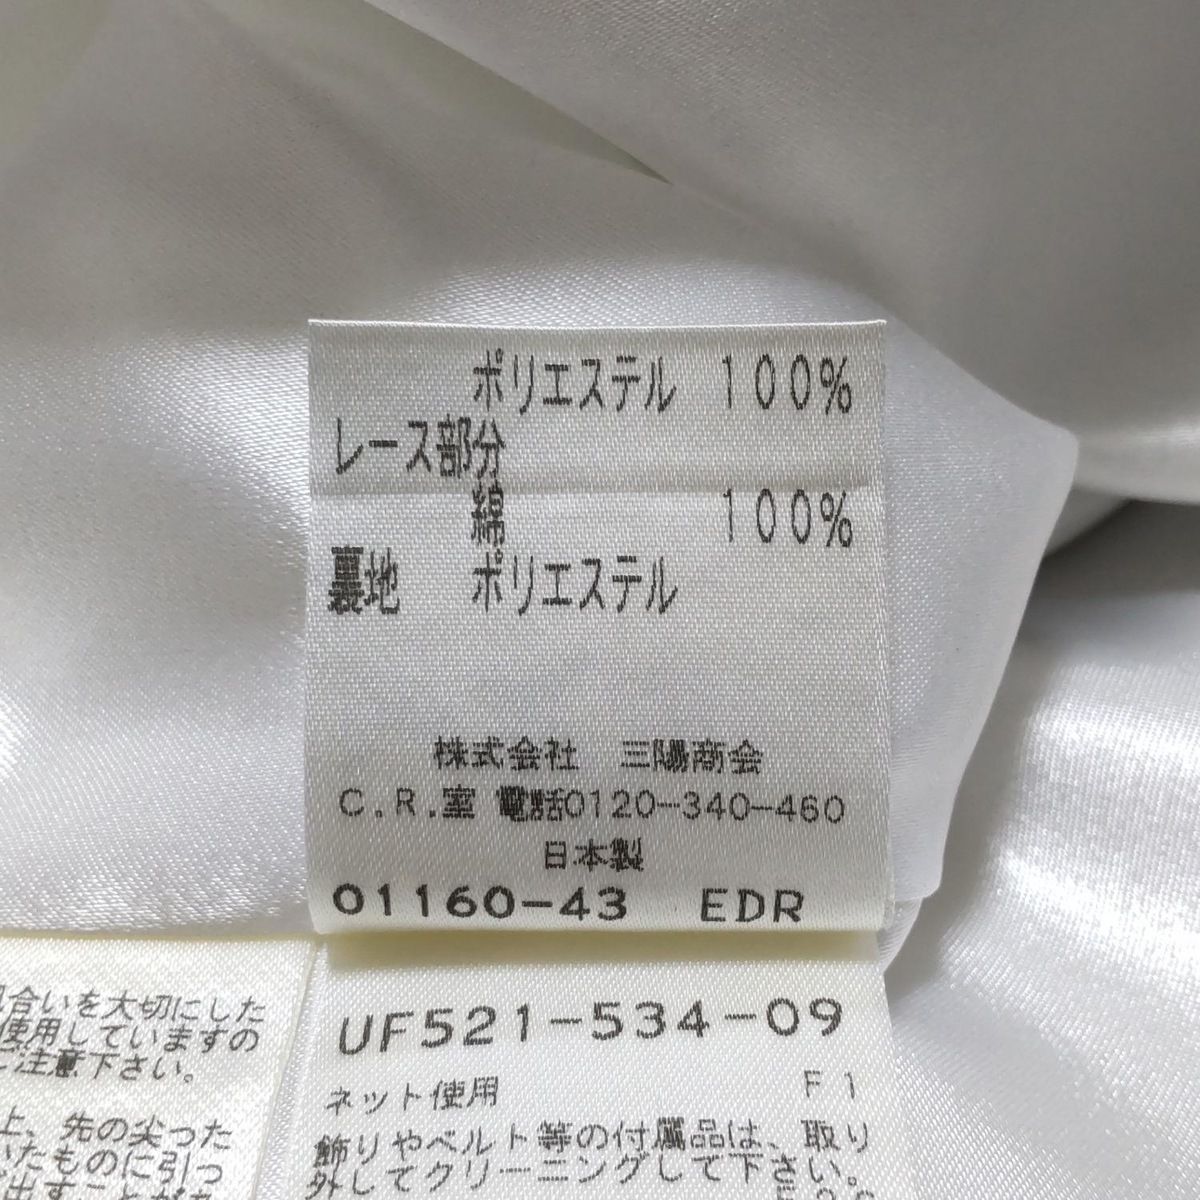 ポリエステル 100%
レース部分
綿 100%
裏地 ポリエステル
株式会社 三陽商会
C.R.室 電話0120-340-460
日本製
01160-43 EDR
合いを大切にした
使用していますの
ご注意下さい。
上、先の尖った
いたものに引っ
UF521-534-09
ネット使用 F1
飾りやベルト等の付属品は、取り
外してクリーニングして下さい。